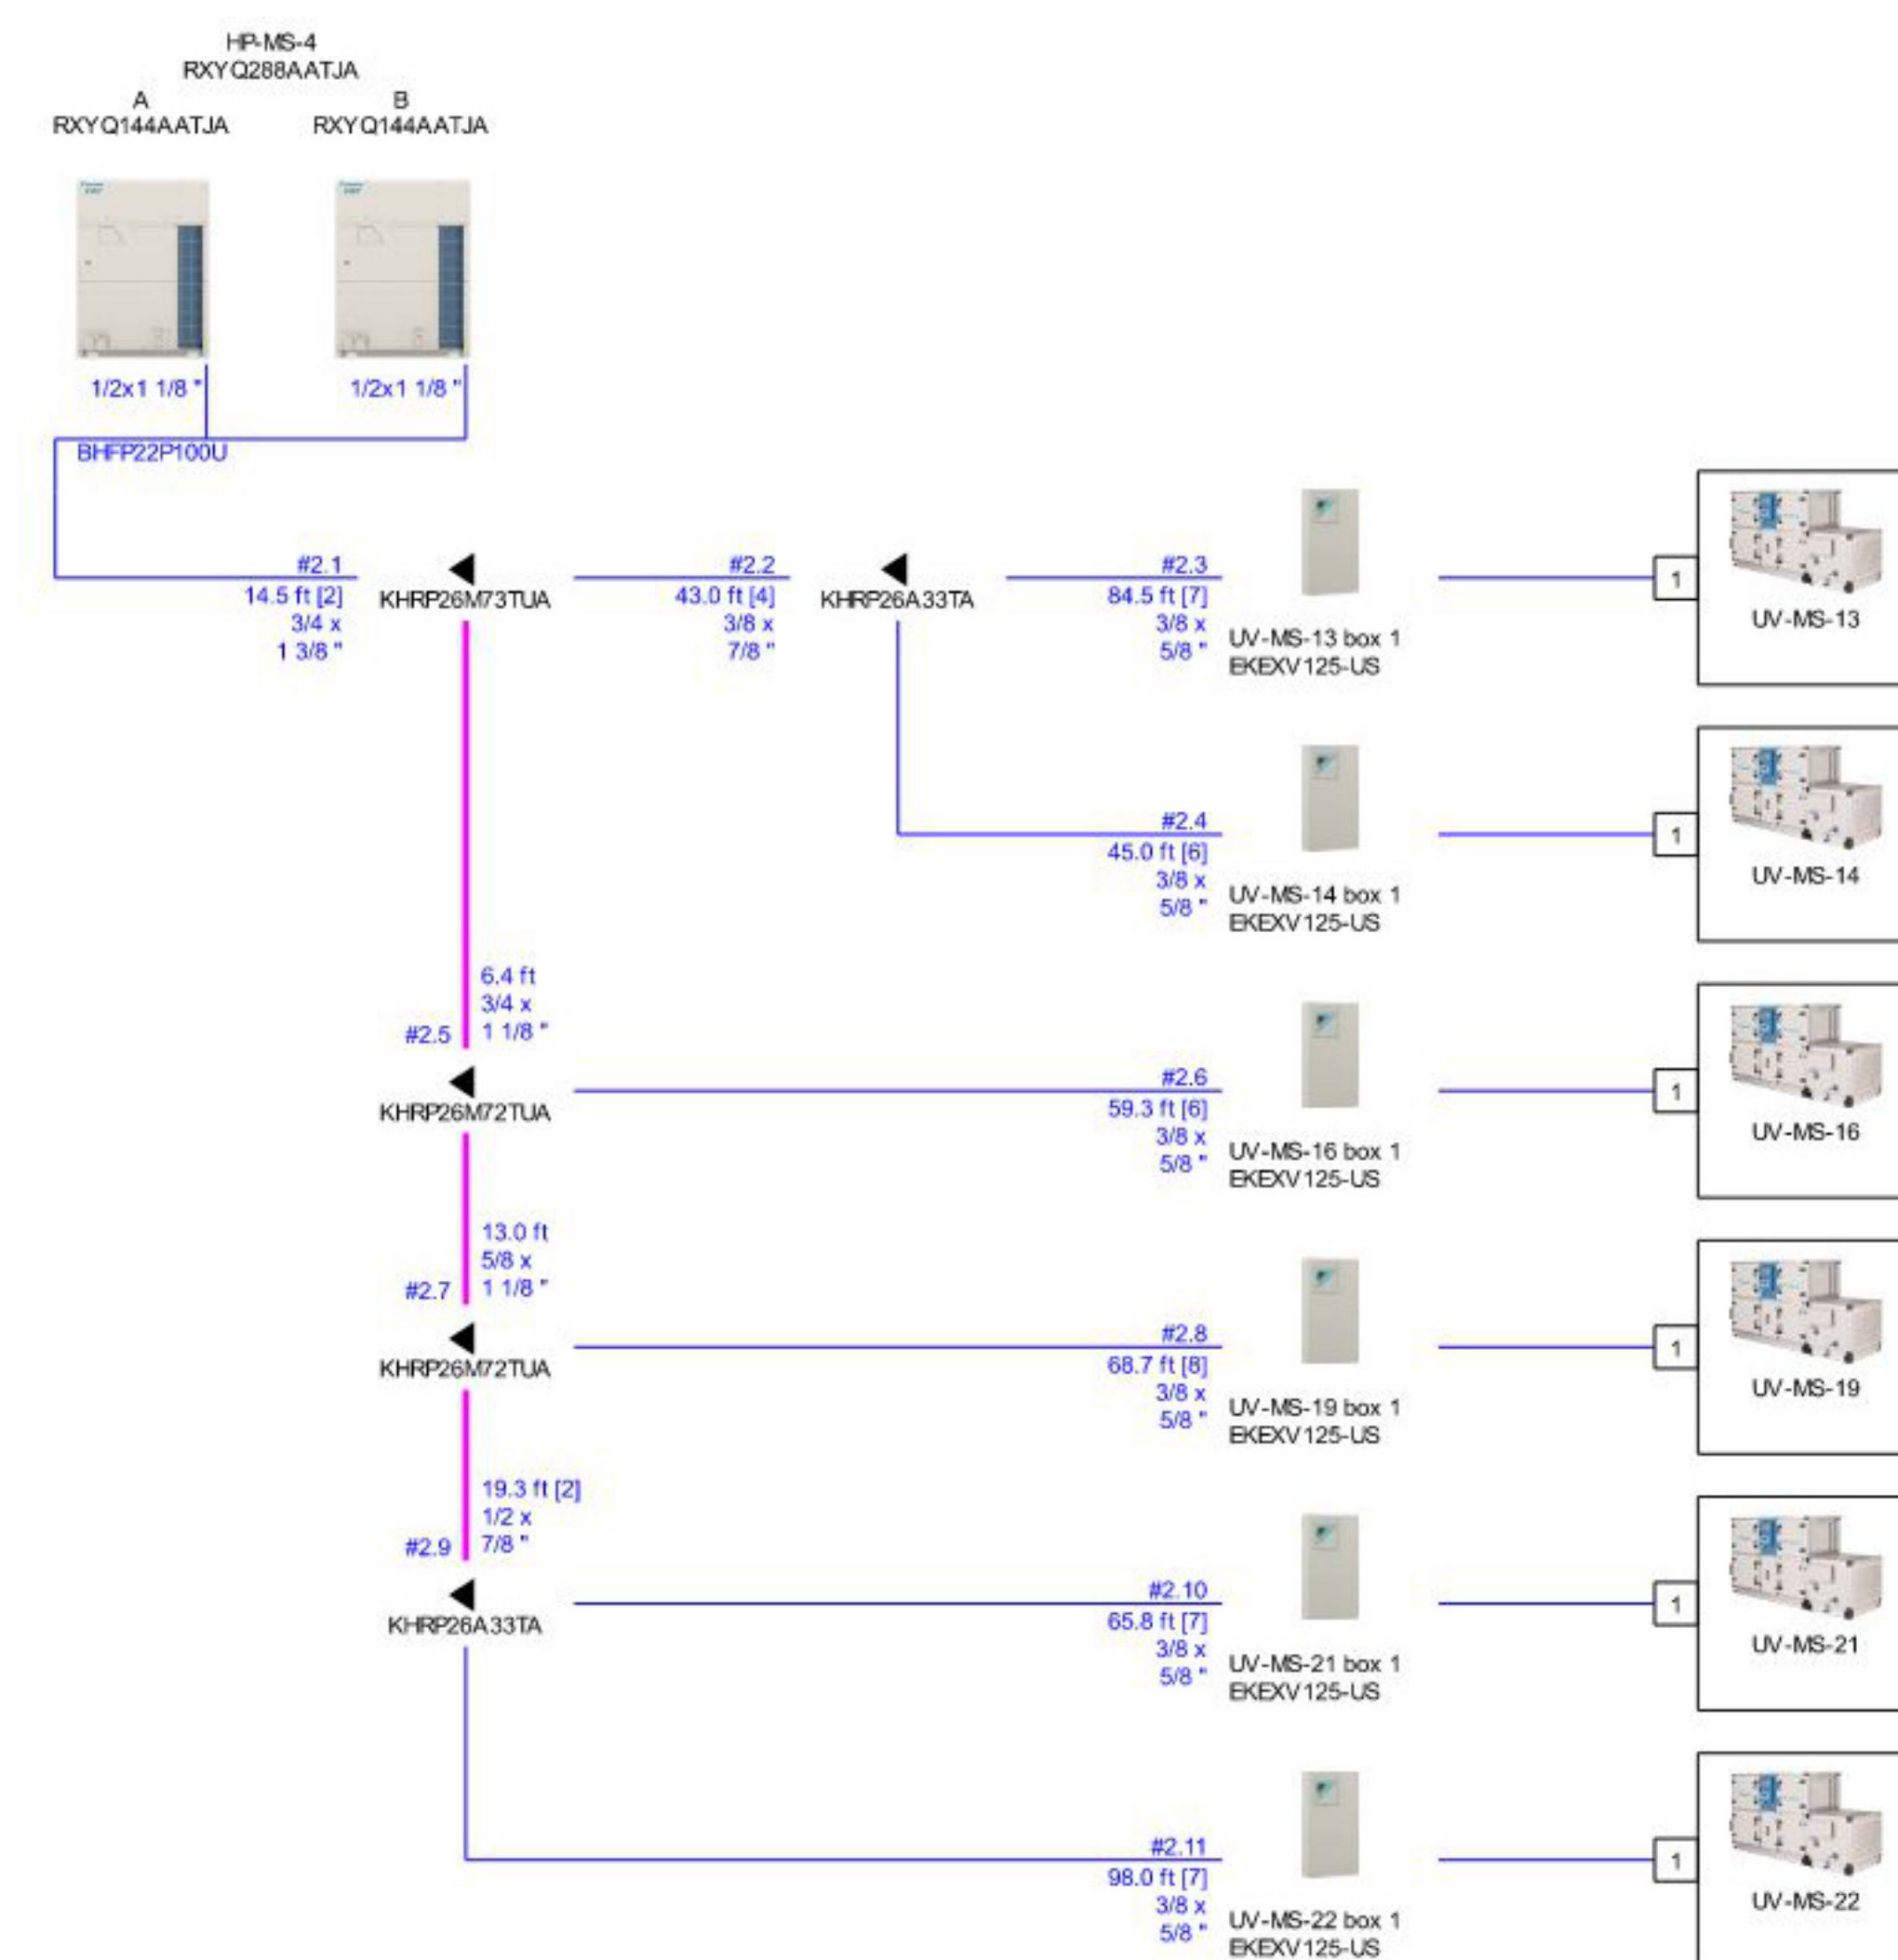 HP-MS-4
RXYQ288AATJA
A
RXYQ144AATJA
B
RXYQ144AATJA
1/2x1 1/8 "
1/2x1 1/8 "
BHFP22P100U
#2.1
14.5 ft [2]
3/4 x
1 3/8 "
KHRP26M73TUA
#2.2
43.0 ft [4]
3/8 x
7/8 "
KHRP26A33TA
#2.3
84.5 ft [7]
3/8 x
5/8 "
UV-MS-13 box 1
EKEXV125-US
1
UV-MS-13
#2.4
45.0 ft [6]
3/8 x
5/8 "
UV-MS-14 box 1
EKEXV125-US
1
UV-MS-14
6.4 ft
3/4 x
1 1/8 "
#2.5
KHRP26M72TUA
#2.6
59.3 ft [6]
3/8 x
5/8 "
UV-MS-16 box 1
EKEXV125-US
1
UV-MS-16
13.0 ft
5/8 x
1 1/8 "
#2.7
KHRP26M72TUA
#2.8
68.7 ft [8]
3/8 x
5/8 "
UV-MS-19 box 1
EKEXV125-US
1
UV-MS-19
19.3 ft [2]
1/2 x
7/8 "
#2.9
KHRP26A33TA
#2.10
65.8 ft [7]
3/8 x
5/8 "
UV-MS-21 box 1
EKEXV125-US
1
UV-MS-21
#2.11
98.0 ft [7]
3/8 x
5/8 "
UV-MS-22 box 1
EKEXV125-US
1
UV-MS-22